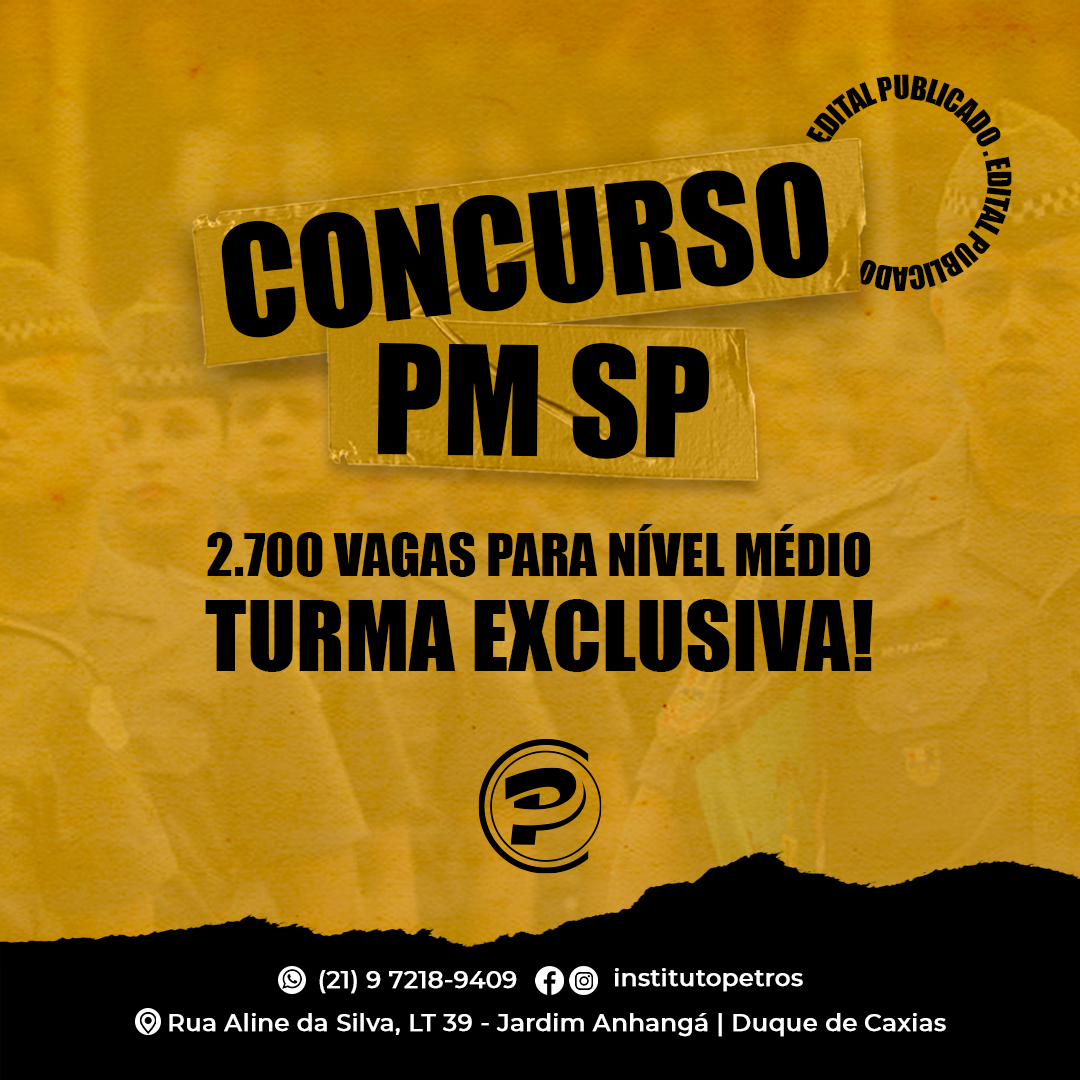 EDITAL PUBLICADO . EDITAL PUBLICADO
CONCURSO
PM SP
2.700 VAGAS PARA NÍVEL MÉDIO
TURMA EXCLUSIVA!
(21) 9 7218-9409 institutopetros
Rua Aline da Silva, LT 39 - Jardim Anhangá | Duque de Caxias